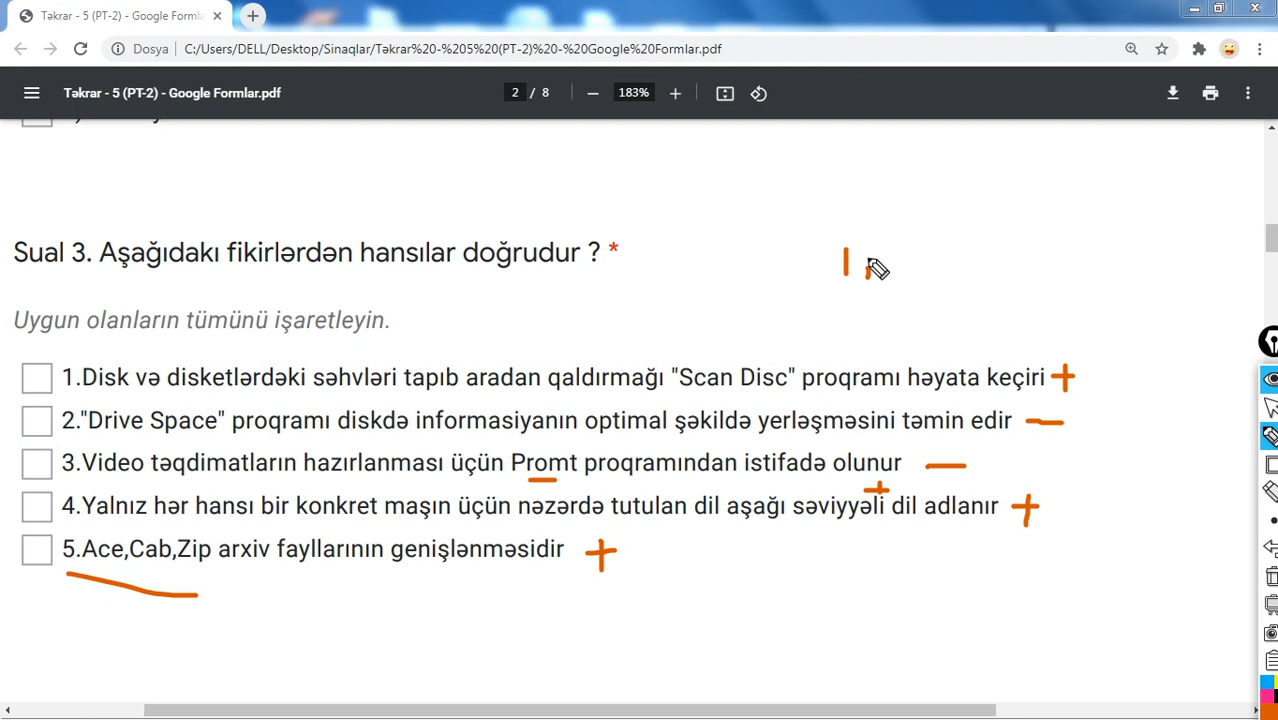 Təkrar - 5 (PT-2) - Google Formla
Dosya C:/Users/DELL/Desktop/Sinaqlar/Təkrar%20-%205%20(PT-2)%20-%20Google%20Formlar.pdf
Təkrar - 5 (PT-2) - Google Formlar.pdf 2 / 8 — 183% +
Sual 3. Aşağıdakı fikirlərdən hansılar doğrudur ? *
1,
Uygun olanların tümünü işaretleyin.
1.Disk və disketlərdəki səhvləri tapıb aradan qaldırmağı "Scan Disc" proqramı həyata keçiri +
2."Drive Space" proqramı diskdə informasiyanın optimal şəkildə yerləşməsini təmin edir —
3.Video təqdimatların hazırlanması üçün Promt proqramından istifadə olunur —
4.Yalnız hər hansı bir konkret maşın üçün nəzərdə tutulan dil aşağı səviyyəli dil adlanır +
5.Ace,Cab,Zip arxiv fayllarının genişlənməsidir +